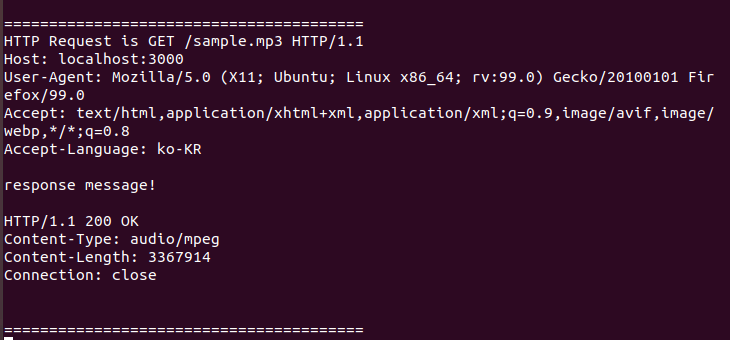 ========================================
HTTP Request is GET /sample.mp3 HTTP/1.1
Host: localhost:3000
User-Agent: Mozilla/5.0 (X11; Ubuntu; Linux x86_64; rv:99.0) Gecko/20100101 Fir
efox/99.0
Accept: text/html,application/xhtml+xml,application/xml;q=0.9,image/avif,image/
webp,*/*;q=0.8
Accept-Language: ko-KR
response message!
HTTP/1.1 200 OK
Content-Type: audio/mpeg
Content-Length: 3367914
Connection: close
========================================